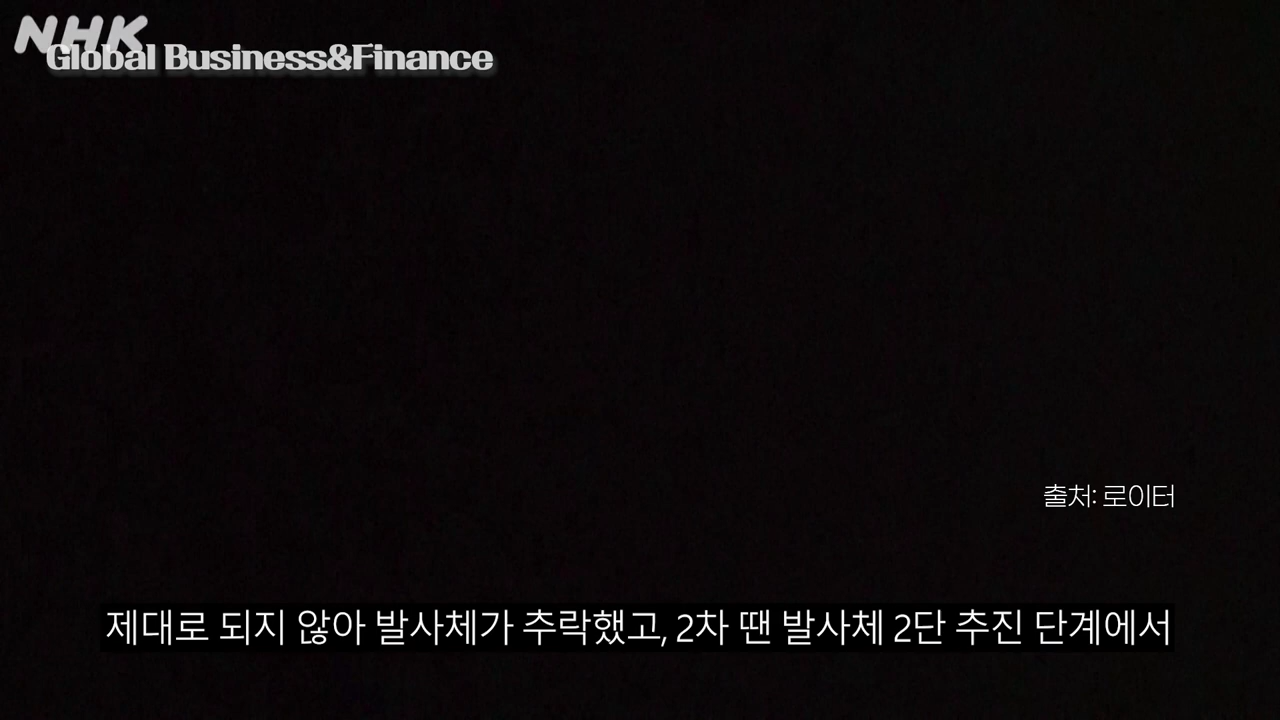 NHK
Global Business&Finance
출처: 로이터
제대로 되지 않아 발사체가 추락했고, 2차 땐 발사체 2단 추진 단계에서